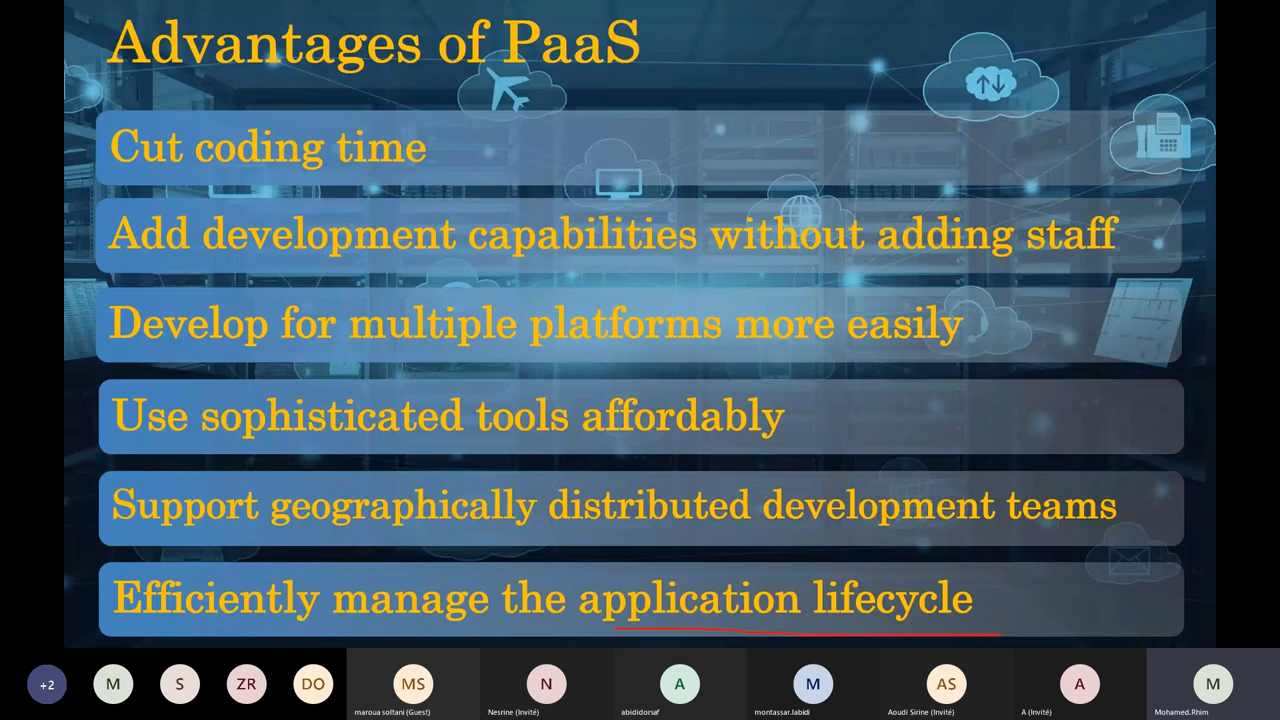 Advantages of PaaS
Cut coding time
Add development capabilities without adding staff
Develop for multiple platforms more easily
Use sophisticated tools affordably
Support geographically distributed development teams
Efficiently manage the application lifecycle
+2 M S ZR DO MS N A M AS A M
maroua soltani (Guest) Nesrine (Invité) abididorsaf montassar.labidi Aoudi Sirine (Invité) A (Invité) Mohamed.Rhim